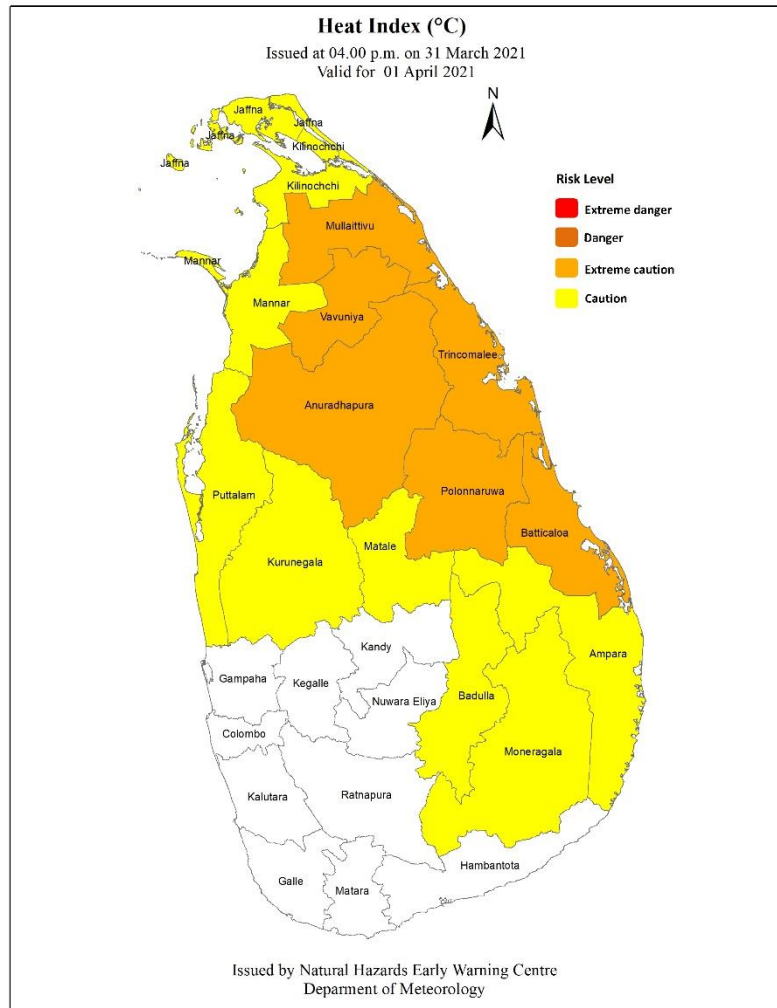 Heat Index (°C)
Issued at 04.00 p.m. on 31 March 2021
Valid for 01 April 2021
N
Jaffna
Jaffna
Jaffna
Kilinochchi
Jaffna
Kilinochchi
Risk Level
Extreme danger
Danger
Extreme caution
Caution
Mullaittivu
Mannar
Mannar
Vavuniya
Trincomalee
Anuradhapura
Puttalam
Polonnaruwa
Batticaloa
Matale
Kurunegala
Kandy
Ampara
Gampaha
Kegalle
Badulla
Nuwara Eliya
Colombo
Moneragala
Kalutara
Ratnapura
Hambantota
Galle
Matara
Issued by Natural Hazards Early Warning Centre
Deparment of Meteorology